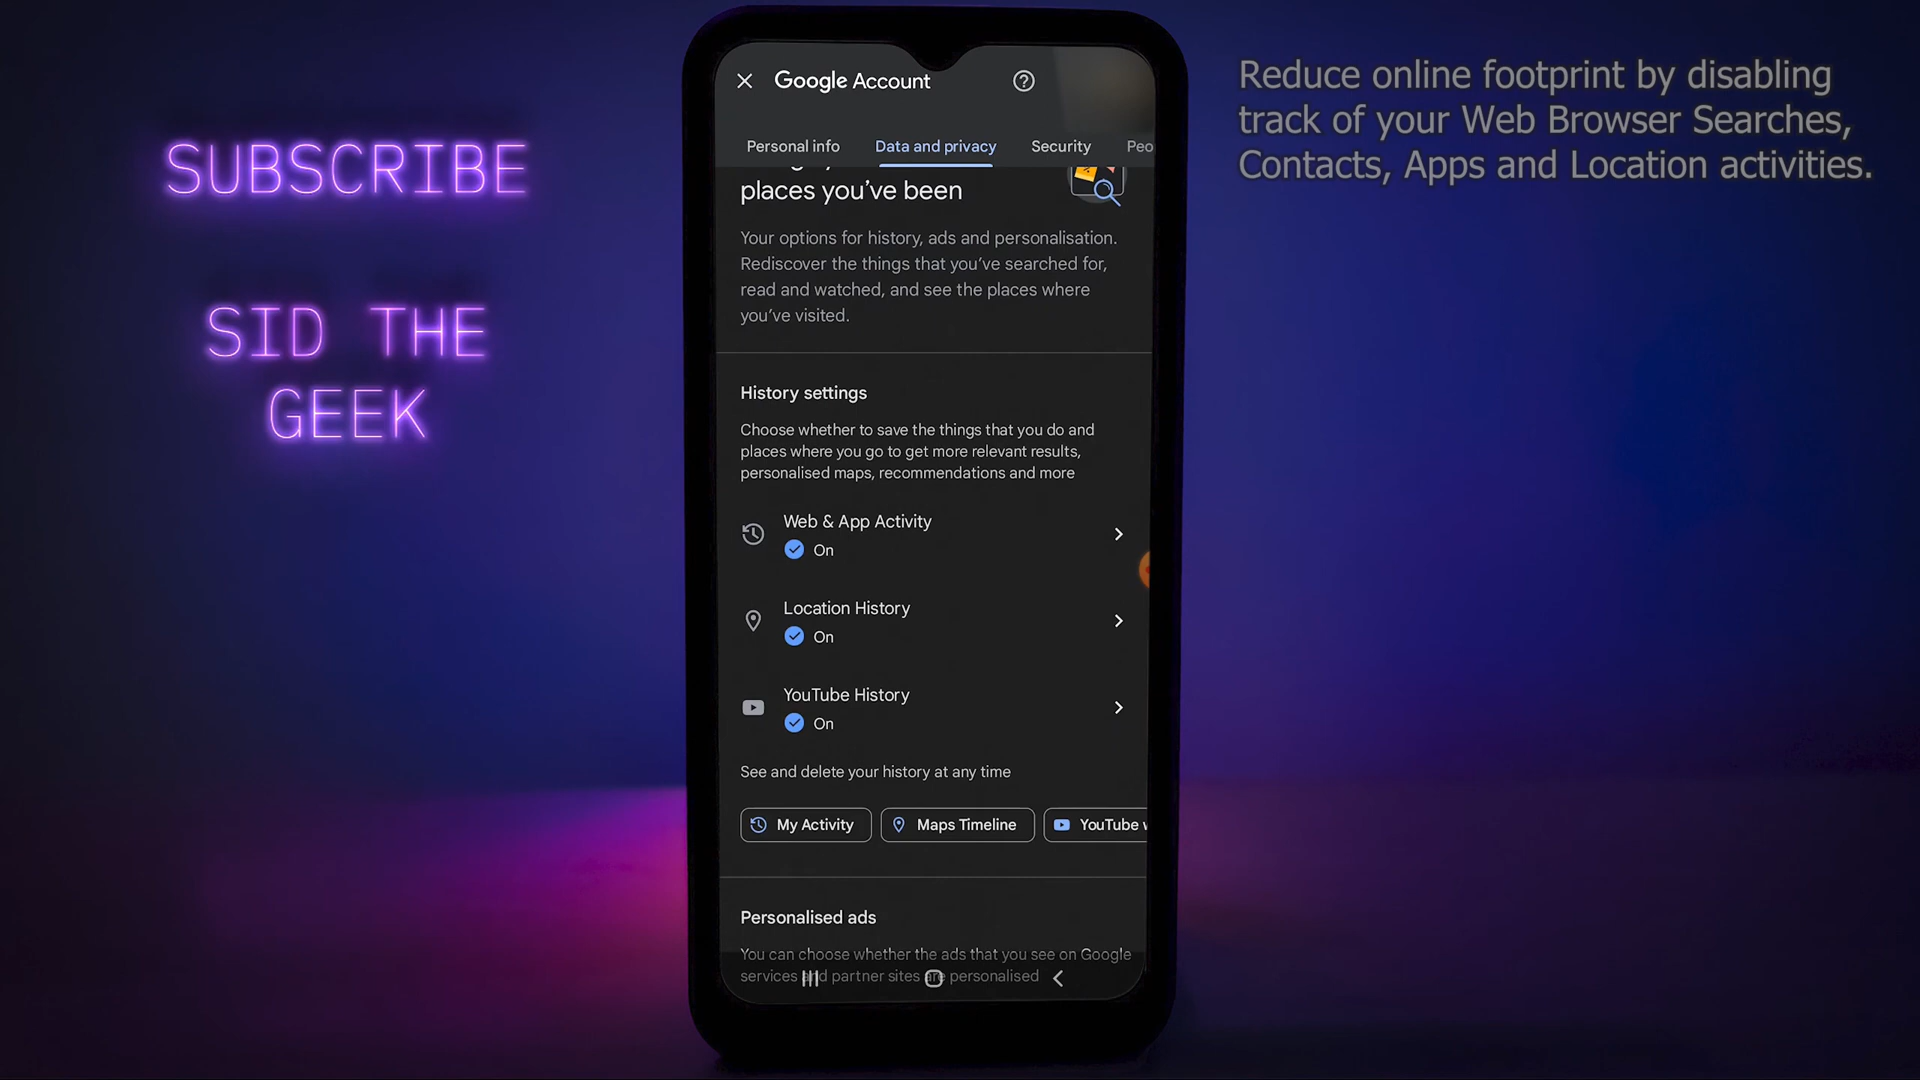 SUBSCRIBE
SID THE
GEEK
Google Account
Personal info
Data and privacy
Security
Peo
places you've been
Your options for history, ads and personalisation.
Rediscover the things that you've searched for,
read and watched, and see the places where
you've visited.
History settings
Choose whether to save the things that you do and
places where you go to get more relevant results,
personalised maps, recommendations and more
Web & App Activity
On
Location History
On
YouTube History
On
See and delete your history at any time
My Activity
Maps Timeline
YouTube
Personalised ads
You can choose whether the ads that you see on Google
services and partner sites are personalised
Reduce online footprint by disabling
track of your Web Browser Searches,
Contacts, Apps and Location activities.